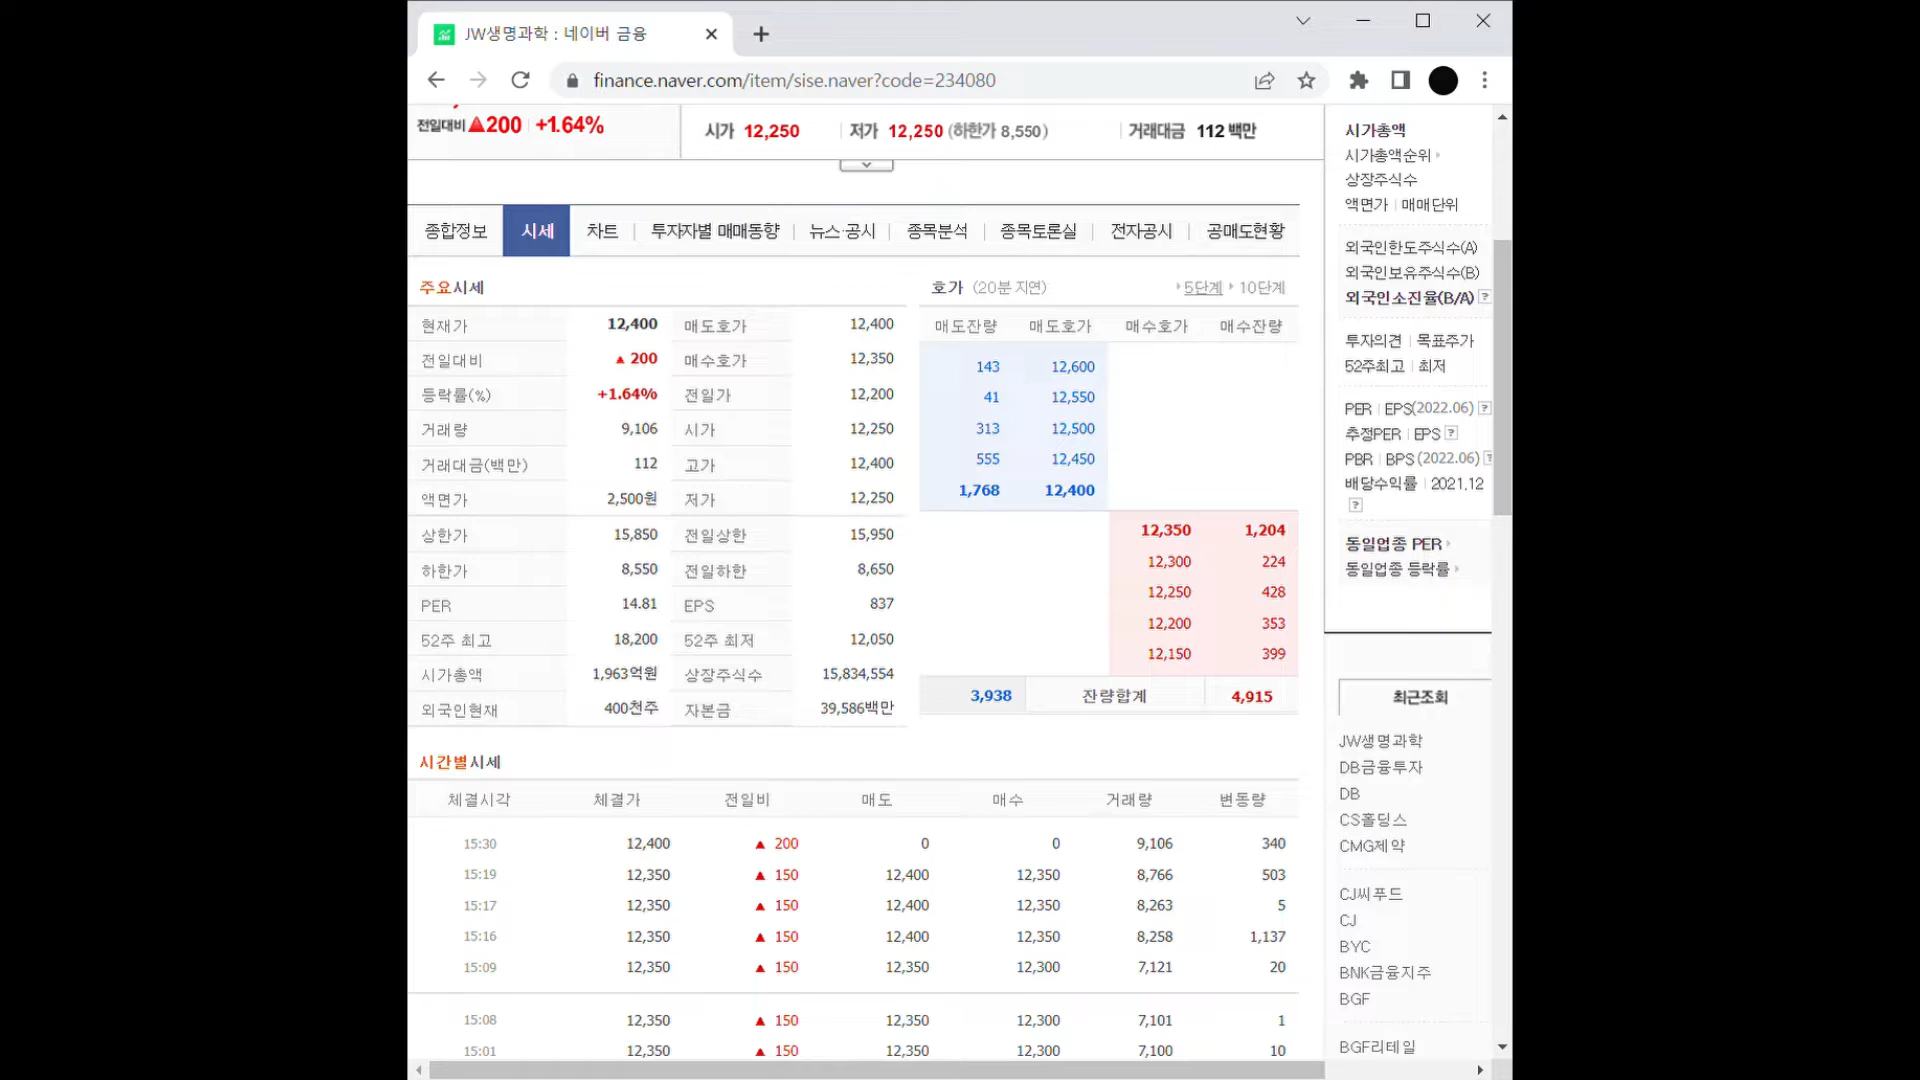 JW생명과학 : 네이버 금융
finance.naver.com/item/sise.naver?code=234080
전일대비 ▲200 +1.64%
시가 12,250 저가 12,250 (하한가 8,550) 거래대금 112 백만
종합정보 시세 차트 투자자별 매매동향 뉴스·공시 종목분석 종목토론실 전자공시 공매도현황
주요시세
현재가 12,400 매도호가 12,400
전일대비 ▲ 200 매수호가 12,350
등락률(%) +1.64% 전일가 12,200
거래량 9,106 시가 12,250
거래대금(백만) 112 고가 12,400
액면가 2,500원 저가 12,250
상한가 15,850 전일상한 15,950
하한가 8,550 전일하한 8,650
PER 14.81 EPS 837
52주 최고 18,200 52주 최저 12,050
시가총액 1,963억원 상장주식수 15,834,554
외국인현재 400천주 자본금 39,586백만
호가 (20분 지연) 5단계 10단계
매도잔량 매도호가 매수호가 매수잔량
143 12,600
41 12,550
313 12,500
555 12,450
1,768 12,400
12,350 1,204
12,300 224
12,250 428
12,200 353
12,150 399
3,938 잔량합계 4,915
시간별시세
체결시각 체결가 전일비 매도 매수 거래량 변동량
15:30 12,400 ▲ 200 0 0 9,106 340
15:19 12,350 ▲ 150 12,400 12,350 8,766 503
15:17 12,350 ▲ 150 12,400 12,350 8,263 5
15:16 12,350 ▲ 150 12,400 12,350 8,258 1,137
15:09 12,350 ▲ 150 12,350 12,300 7,121 20
15:08 12,350 ▲ 150 12,350 12,300 7,101 1
15:01 12,350 ▲ 150 12,350 12,300 7,100 10
시가총액
시가총액순위
상장주식수
액면가 매매단위
외국인한도주식수(A)
외국인보유주식수(B)
외국인소진율(B/A) ?
투자의견 목표주가
52주최고 최저
PER EPS(2022.06) ?
추정PER EPS ?
PBR BPS (2022.06) ?
배당수익률 2021.12
?
동일업종 PER
동일업종 등락률
최근조회
JW생명과학
DB금융투자
DB
CS홀딩스
CMG제약
CJ씨푸드
CJ
BYC
BNK금융지주
BGF
BGF리테일